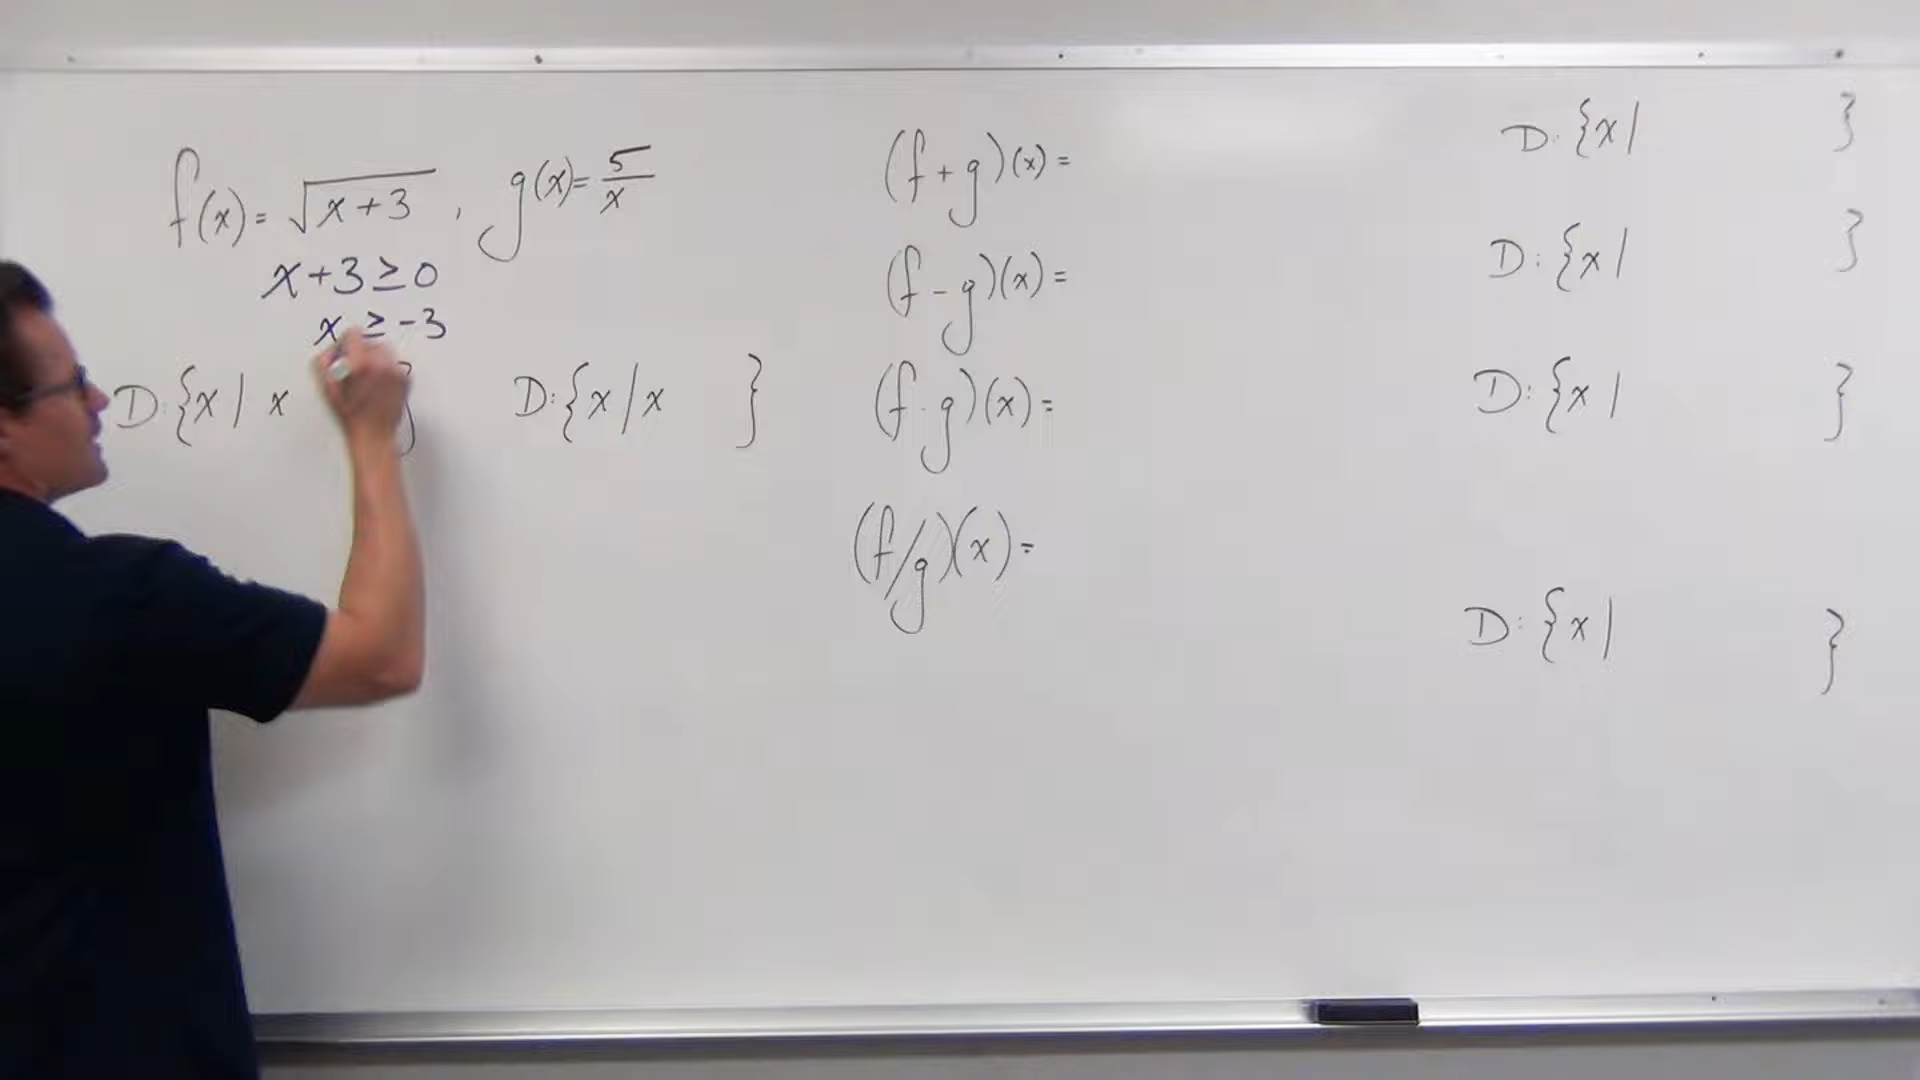 f(x) = √x+3 , g(x) = 5/x
x+3 ≥ 0
x ≥ -3
D: {x | x } D: {x | x }
(f+g)(x) = D: {x | }
(f-g)(x) = D: {x | }
(f·g)(x) = D: {x | }
(f/g)(x) = D: {x | }